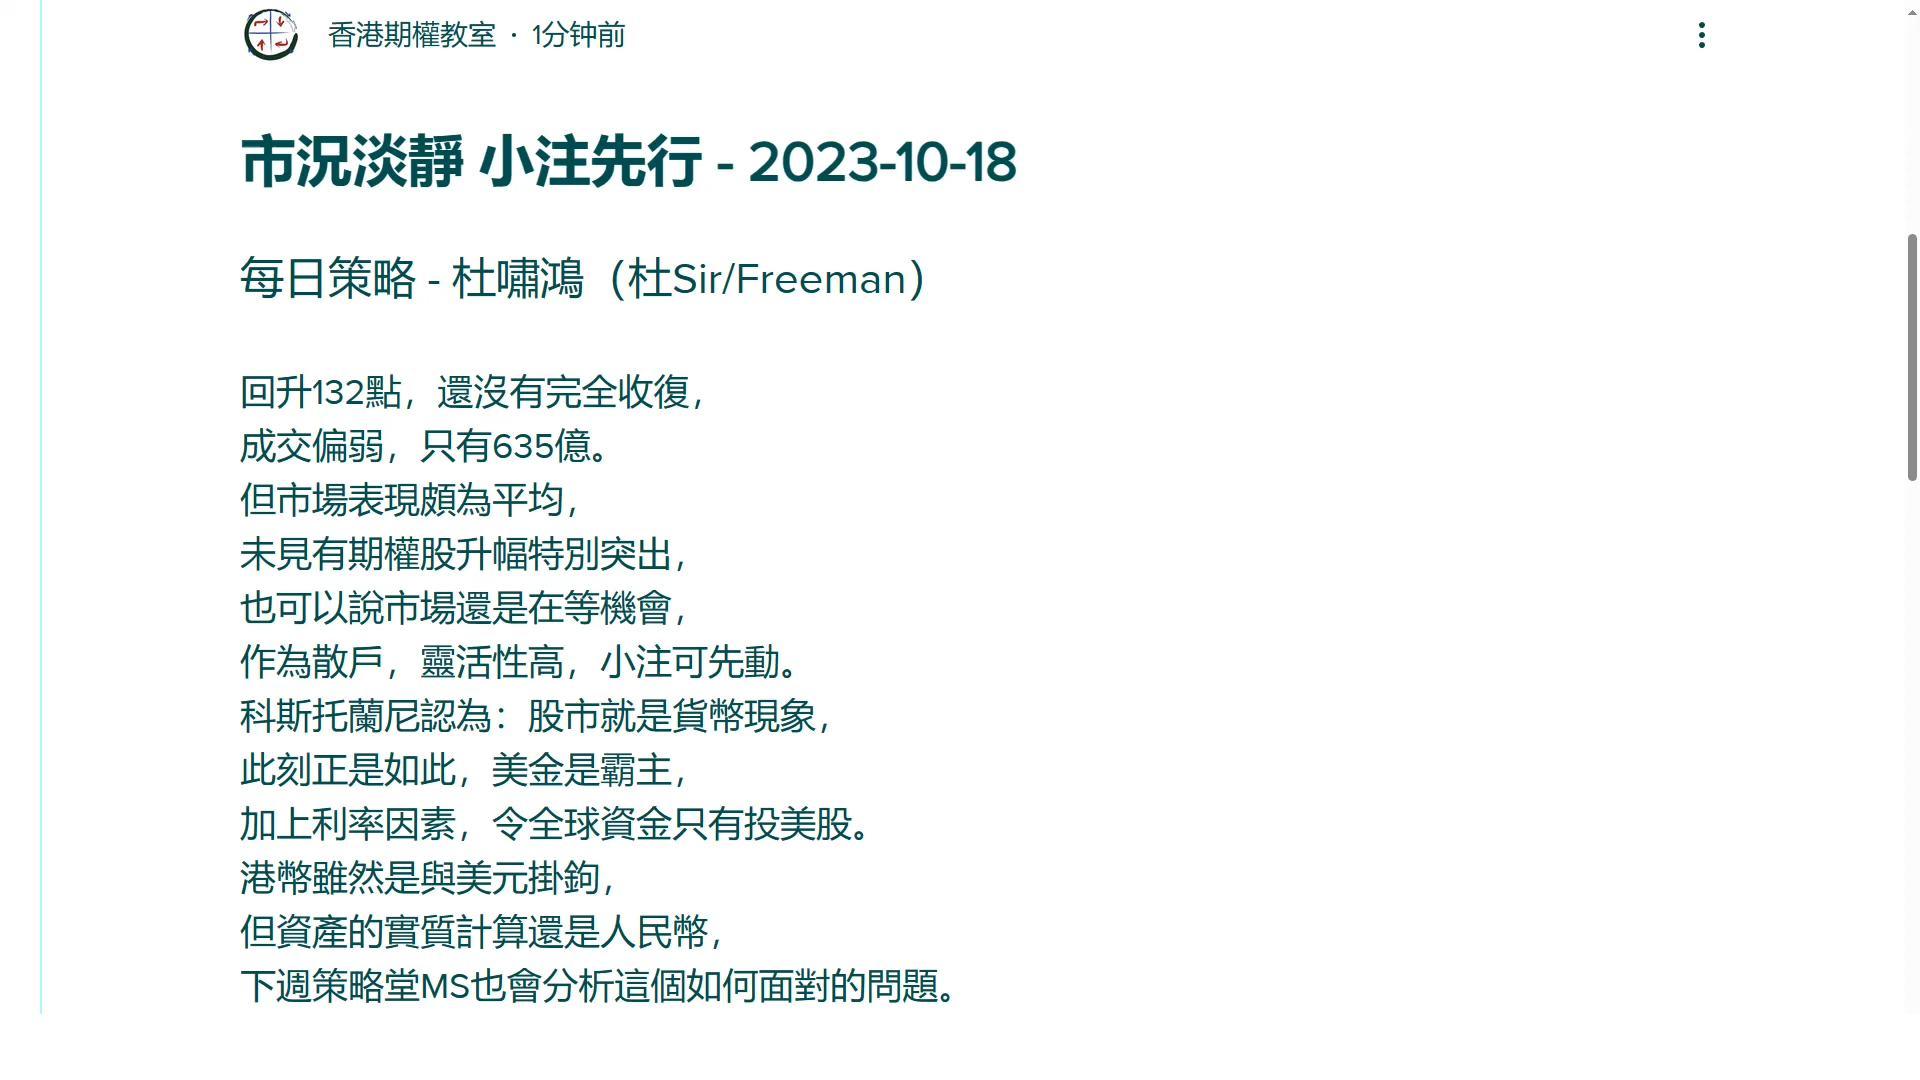 香港期權教室 · 1分钟前
市況淡靜 小注先行 - 2023-10-18
每日策略 - 杜嘯鴻（杜Sir/Freeman）
回升132點，還沒有完全收復，
成交偏弱，只有635億。
但市場表現頗為平均，
未見有期權股升幅特別突出，
也可以說市場還是在等機會，
作為散戶，靈活性高，小注可先動。
科斯托蘭尼認為：股市就是貨幣現象，
此刻正是如此，美金是霸主，
加上利率因素，令全球資金只有投美股。
港幣雖然是與美元掛鉤，
但資產的實質計算還是人民幣，
下週策略堂MS也會分析這個如何面對的問題。